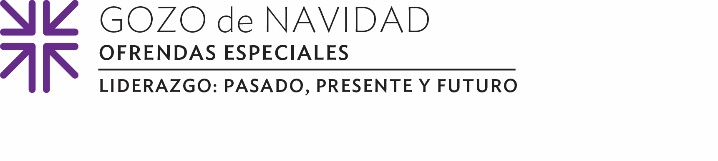 GOZO de NAVIDAD
OFRENDAS ESPECIALES
LIDERAZGO: PASADO, PRESENTE Y FUTURO